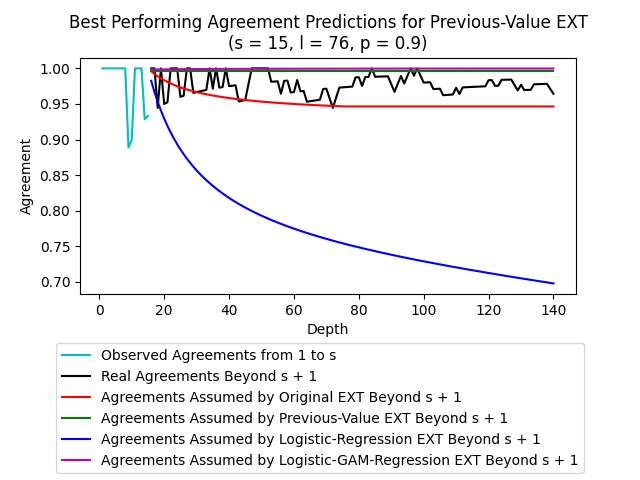 Best Performing Agreement Predictions for Previous-Value EXT
(s = 15, l = 76, p = 0.9)
1.00
0.95
0.90
0.85
0.80
0.75
0.70
Agreement
0 20 40 60 80 100 120 140
Depth
Observed Agreements from 1 to s
Real Agreements Beyond s + 1
Agreements Assumed by Original EXT Beyond s + 1
Agreements Assumed by Previous-Value EXT Beyond s + 1
Agreements Assumed by Logistic-Regression EXT Beyond s + 1
Agreements Assumed by Logistic-GAM-Regression EXT Beyond s + 1